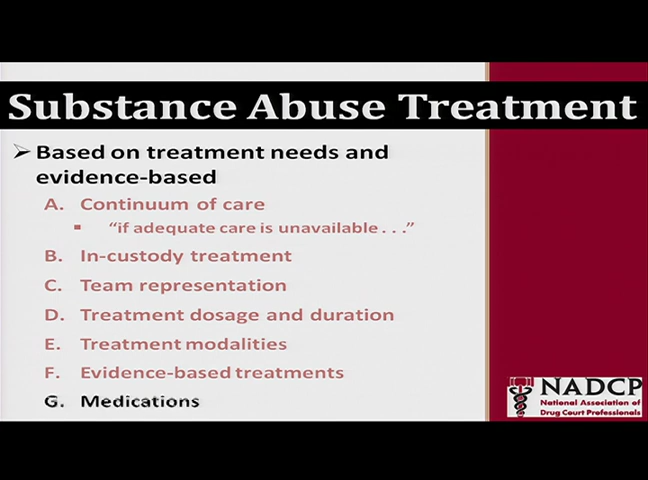 Substance Abuse Treatment
➢ Based on treatment needs and
evidence-based
A. Continuum of care
▪ “if adequate care is unavailable . . .”
B. In-custody treatment
C. Team representation
D. Treatment dosage and duration
E. Treatment modalities
F. Evidence-based treatments
G. Medications
NADCP
National Association of
Drug Court Professionals